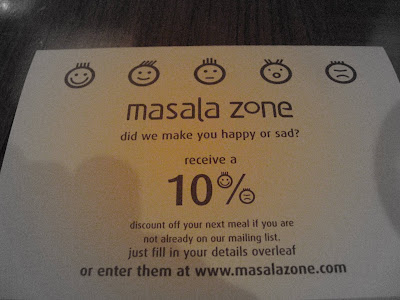 masala zone
did we make you happy or sad?
receive a
10%
discount off your next meal if you are
not already on our mailing list.
just fill in your details overleaf
or enter them at www.masalazone.com